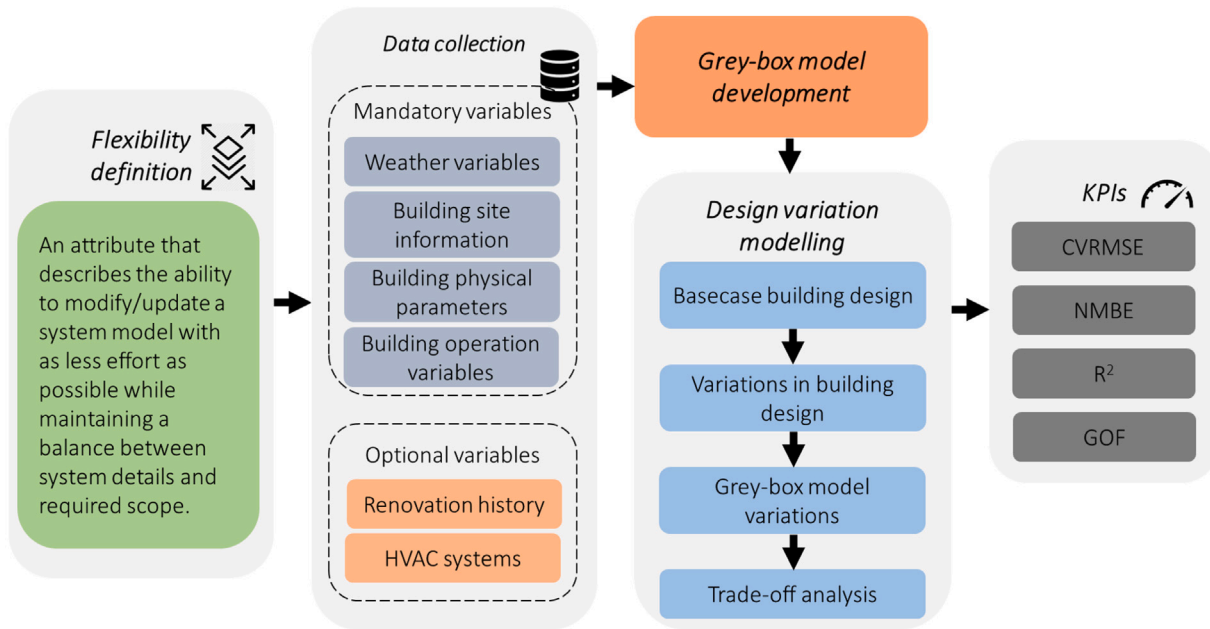 Flexibility
definition
An attribute that
describes the ability
to modify/update a
system model with
as less effort as
possible while
maintaining a
balance between
system details and
required scope.
Data collection
Mandatory variables
Weather variables
Building site
information
Building physical
parameters
Building operation
variables
Optional variables
Renovation history
HVAC systems
Grey-box model
development
Design variation
modelling
Basecase building design
Variations in building
design
Grey-box model
variations
Trade-off analysis
KPIs
CVRMSE
NMBE
R²
GOF